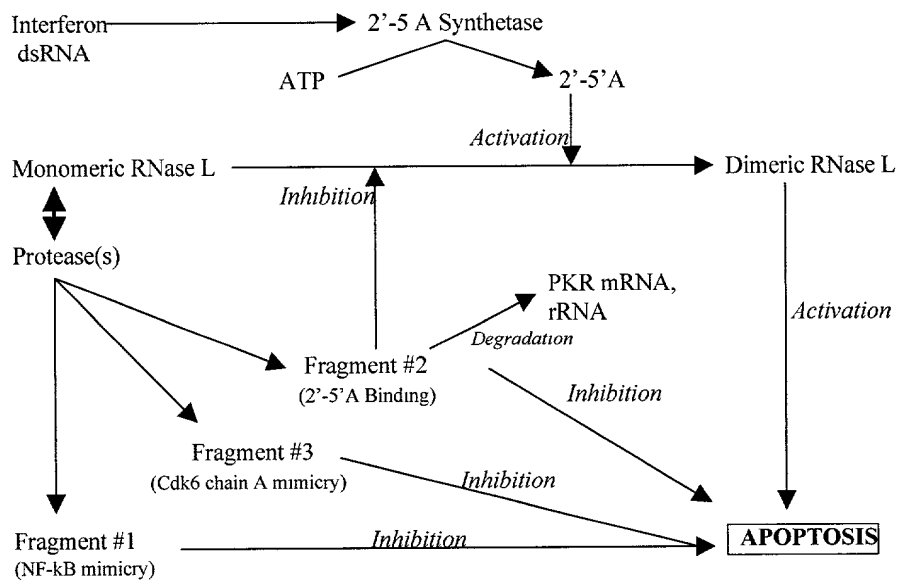 Interferon
dsRNA
2’-5 A Synthetase
ATP
2’-5’A
Activation
Monomeric RNase L
Dimeric RNase L
Inhibition
Protease(s)
PKR mRNA,
rRNA
Degradation
Activation
Fragment #2
(2’-5’A Binding)
Inhibition
Fragment #3
(Cdk6 chain A mimicry)
Inhibition
Fragment #1
(NF-kB mimicry)
Inhibition
APOPTOSIS